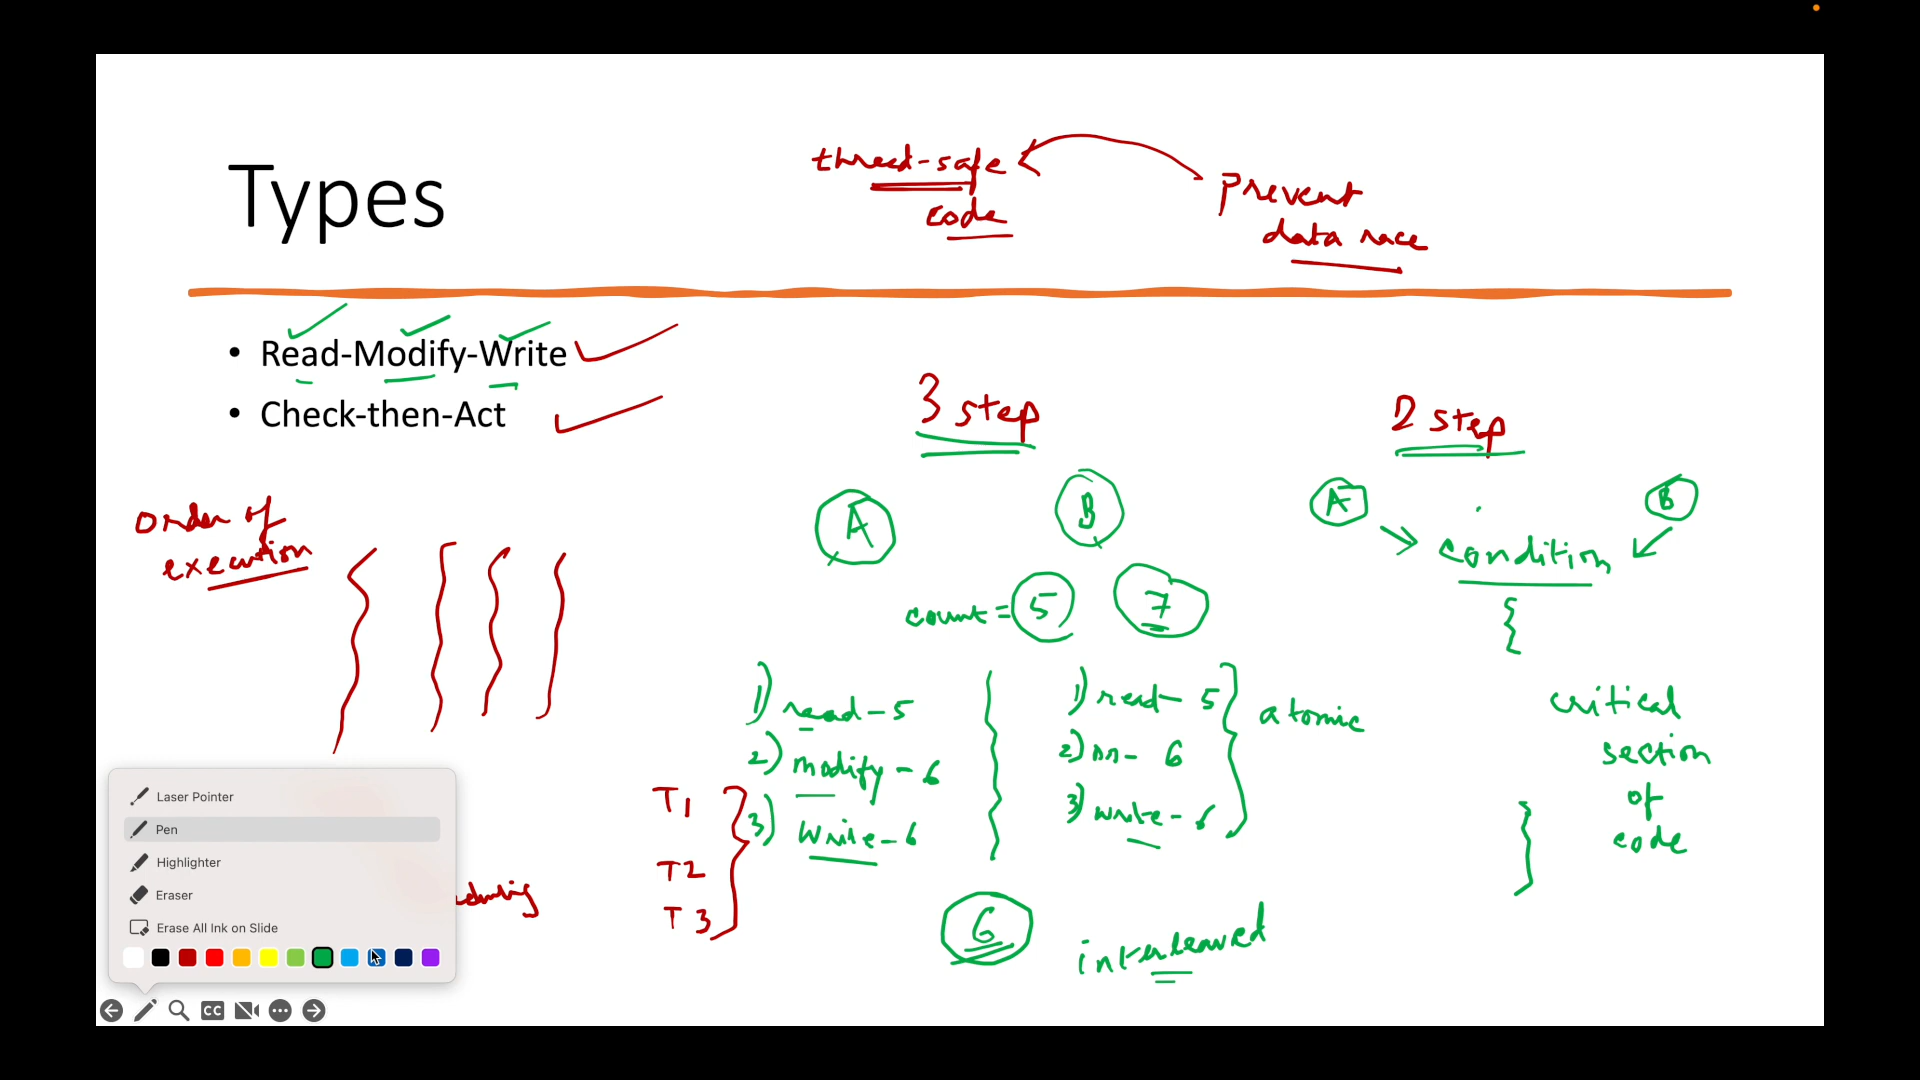 Types
thread-safe
code
prevent
data race
• Read-Modify-Write
• Check-then-Act
order of
execution
3 step
A
B
count = 5
7
1) read - 5
2) modify - 6
3) write - 6
1) read - 5
2) m - 6
3) write - 6
atomic
T1
T2
T3
6
interleaved
2 step
A
B
condition
{
}
critical
section
of
code
Laser Pointer
Pen
Highlighter
Eraser
Erase All Ink on Slide
CC